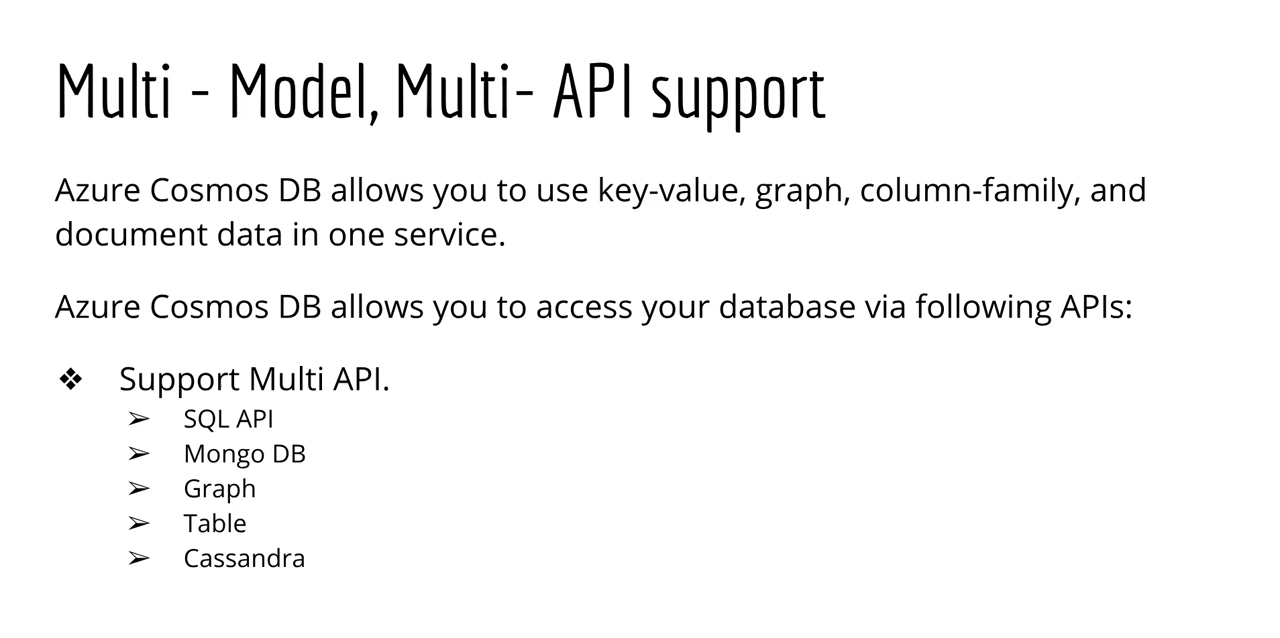 Multi - Model, Multi- API support
Azure Cosmos DB allows you to use key-value, graph, column-family, and
document data in one service.
Azure Cosmos DB allows you to access your database via following APIs:
❖ Support Multi API.
➢ SQL API
➢ Mongo DB
➢ Graph
➢ Table
➢ Cassandra